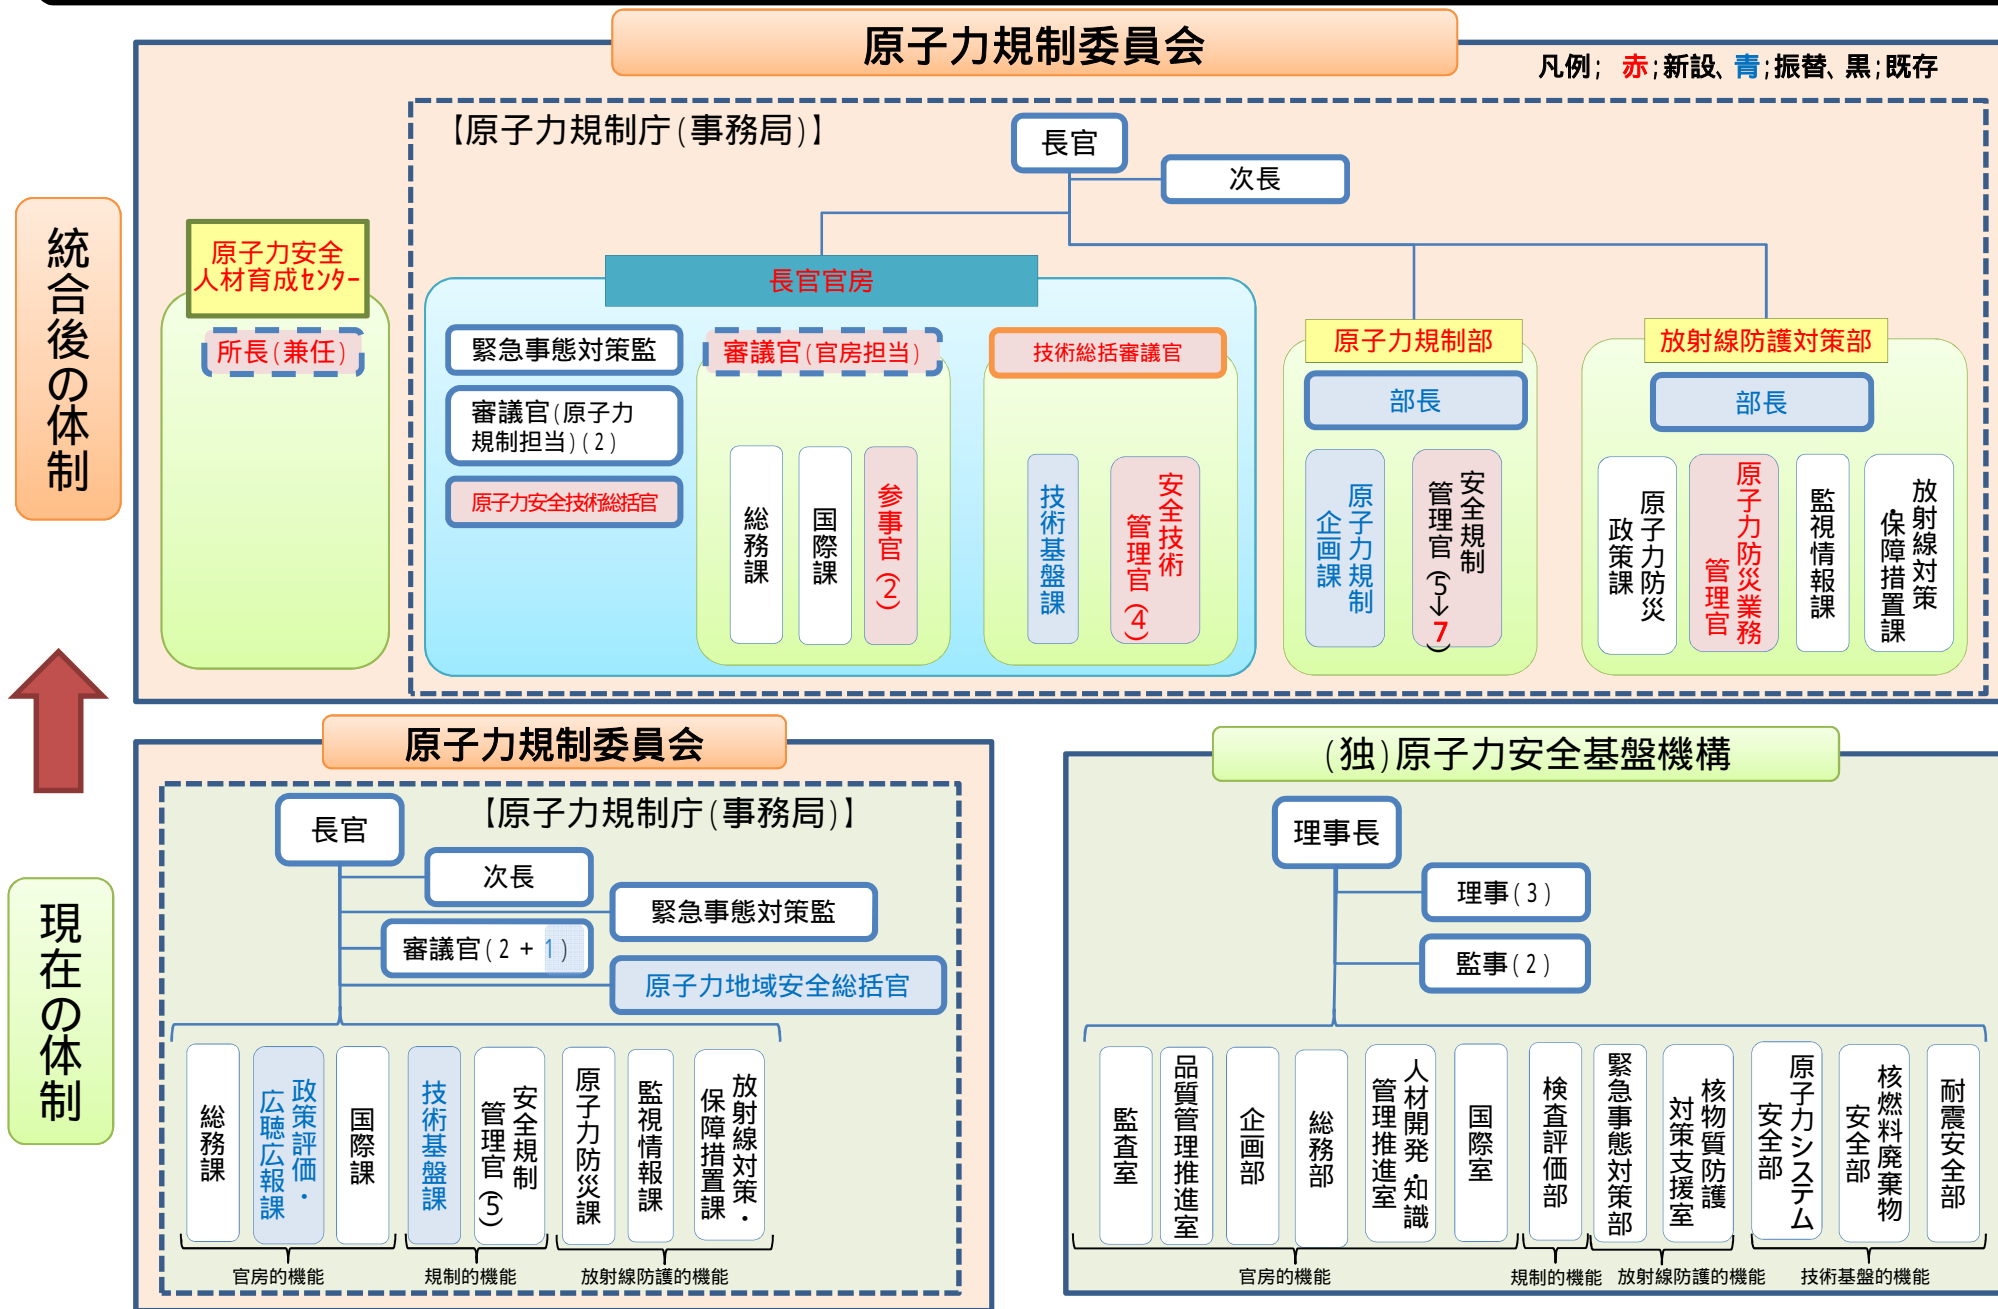 原子力規制委員会
凡例; 赤;新設、青;振替、黒;既存
【原子力規制庁(事務局)】
長官
次長
統合後の体制
原子力安全
人材育成センター
所長(兼任)
長官官房
緊急事態対策監
審議官(原子力
規制担当)(2)
原子力安全技術総括官
審議官(官房担当)
総務課
国際課
参事官(2)
技術総括審議官
技術基盤課
安全技術
管理官(4)
原子力規制部
部長
原子力規制
企画課
安全規制
管理官(5→7)
放射線防護対策部
部長
原子力防災
政策課
原子力防災業務
管理官
監視情報課
放射線対策・
保障措置課
現在の体制
原子力規制委員会
【原子力規制庁(事務局)】
長官
次長
緊急事態対策監
審議官(2+1)
原子力地域安全総括官
総務課
政策評価・
広聴広報課
国際課
技術基盤課
安全規制
管理官(5)
原子力防災課
監視情報課
放射線対策・
保障措置課
官房的機能
規制的機能
放射線防護的機能
(独)原子力安全基盤機構
理事長
理事(3)
監事(2)
監査室
品質管理推進室
企画部
総務部
人材開発・知識
管理推進室
国際室
検査評価部
緊急事態対策部
核物質防護
対策支援室
原子力システム
安全部
核燃料廃棄物
安全部
耐震安全部
官房的機能
規制的機能
放射線防護的機能
技術基盤的機能